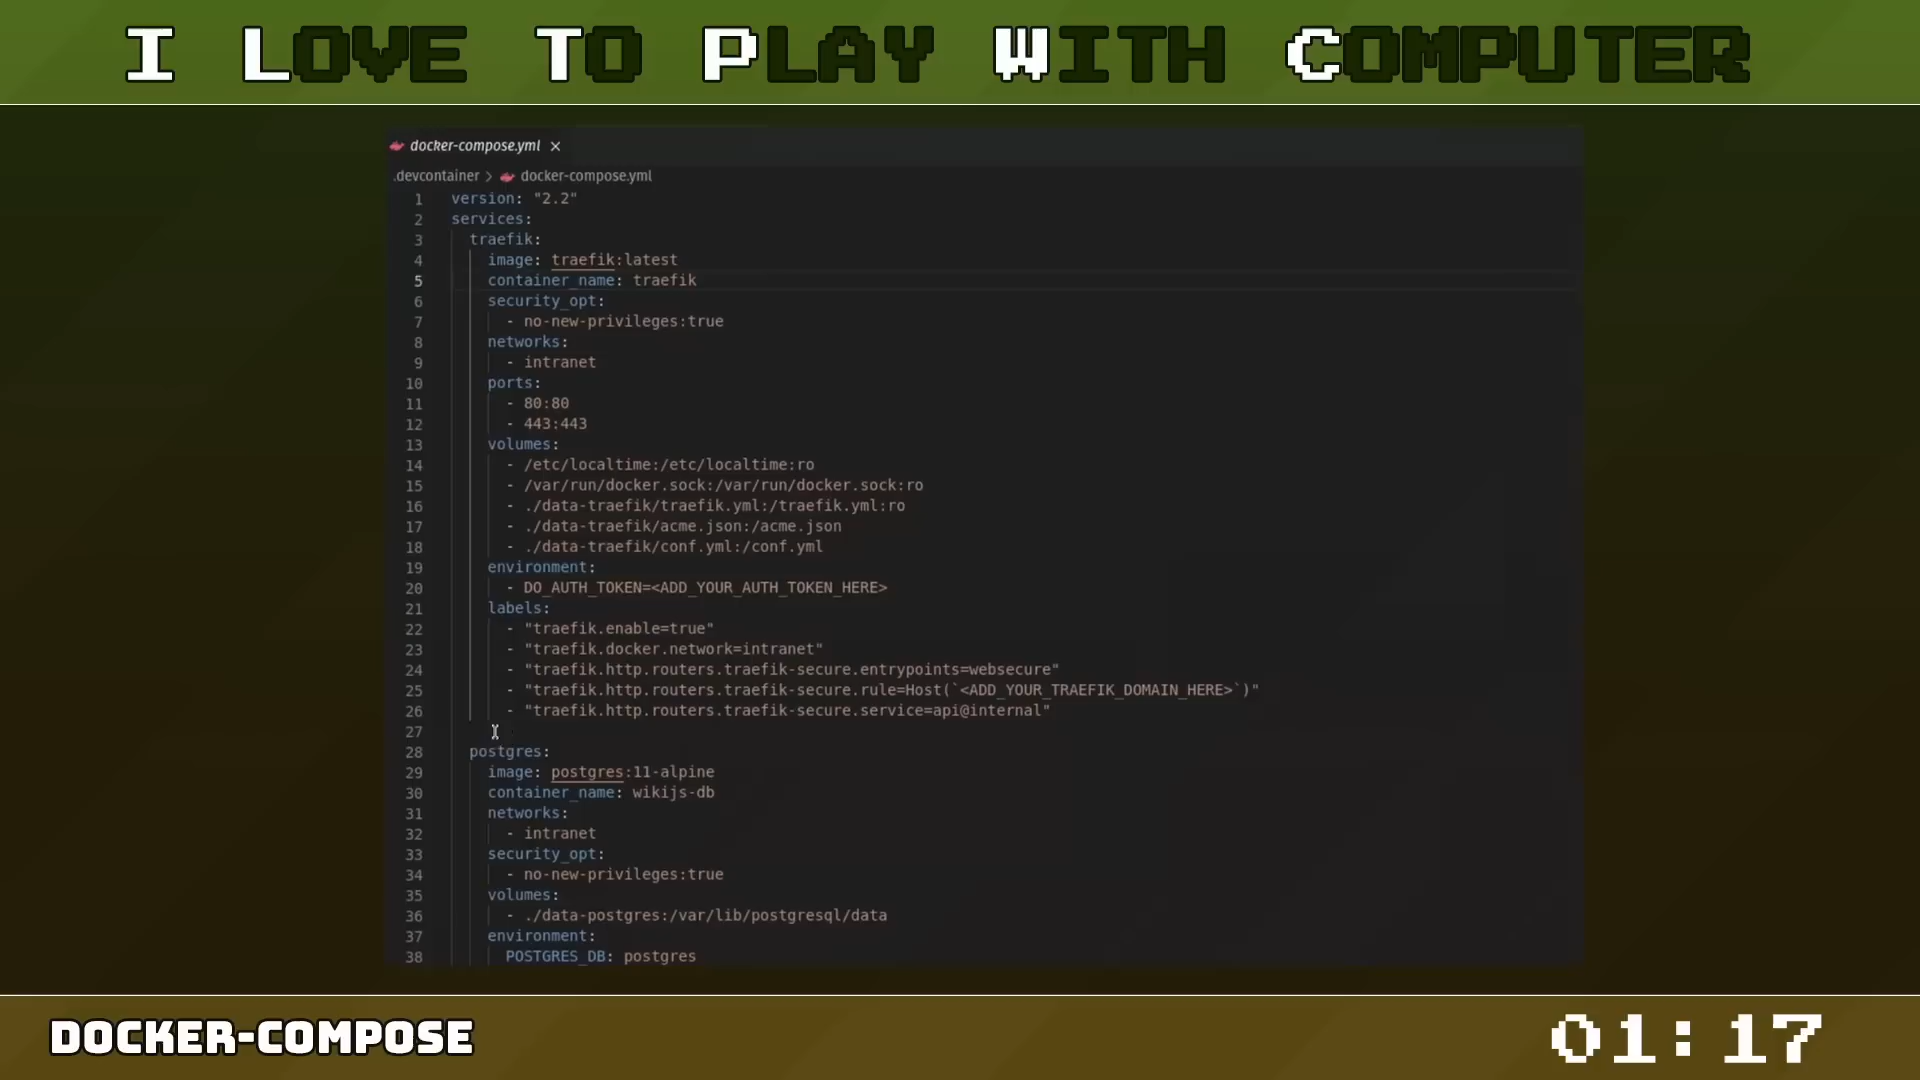 I LOVE TO PLAY WITH COMPUTER
docker-compose.yml ×
.devcontainer > docker-compose.yml
1 version: "2.2"
2 services:
3 traefik:
4 image: traefik:latest
5 container_name: traefik
6 security_opt:
7 - no-new-privileges:true
8 networks:
9 - intranet
10 ports:
11 - 80:80
12 - 443:443
13 volumes:
14 - /etc/localtime:/etc/localtime:ro
15 - /var/run/docker.sock:/var/run/docker.sock:ro
16 - ./data-traefik/traefik.yml:/traefik.yml:ro
17 - ./data-traefik/acme.json:/acme.json
18 - ./data-traefik/conf.yml:/conf.yml
19 environment:
20 - DO_AUTH_TOKEN=<ADD_YOUR_AUTH_TOKEN_HERE>
21 labels:
22 - "traefik.enable=true"
23 - "traefik.docker.network=intranet"
24 - "traefik.http.routers.traefik-secure.entrypoints=websecure"
25 - "traefik.http.routers.traefik-secure.rule=Host(`<ADD_YOUR_TRAEFIK_DOMAIN_HERE>`)"
26 - "traefik.http.routers.traefik-secure.service=api@internal"
27
28 postgres:
29 image: postgres:11-alpine
30 container_name: wikijs-db
31 networks:
32 - intranet
33 security_opt:
34 - no-new-privileges:true
35 volumes:
36 - ./data-postgres:/var/lib/postgresql/data
37 environment:
38 POSTGRES_DB: postgres
DOCKER-COMPOSE
01:17